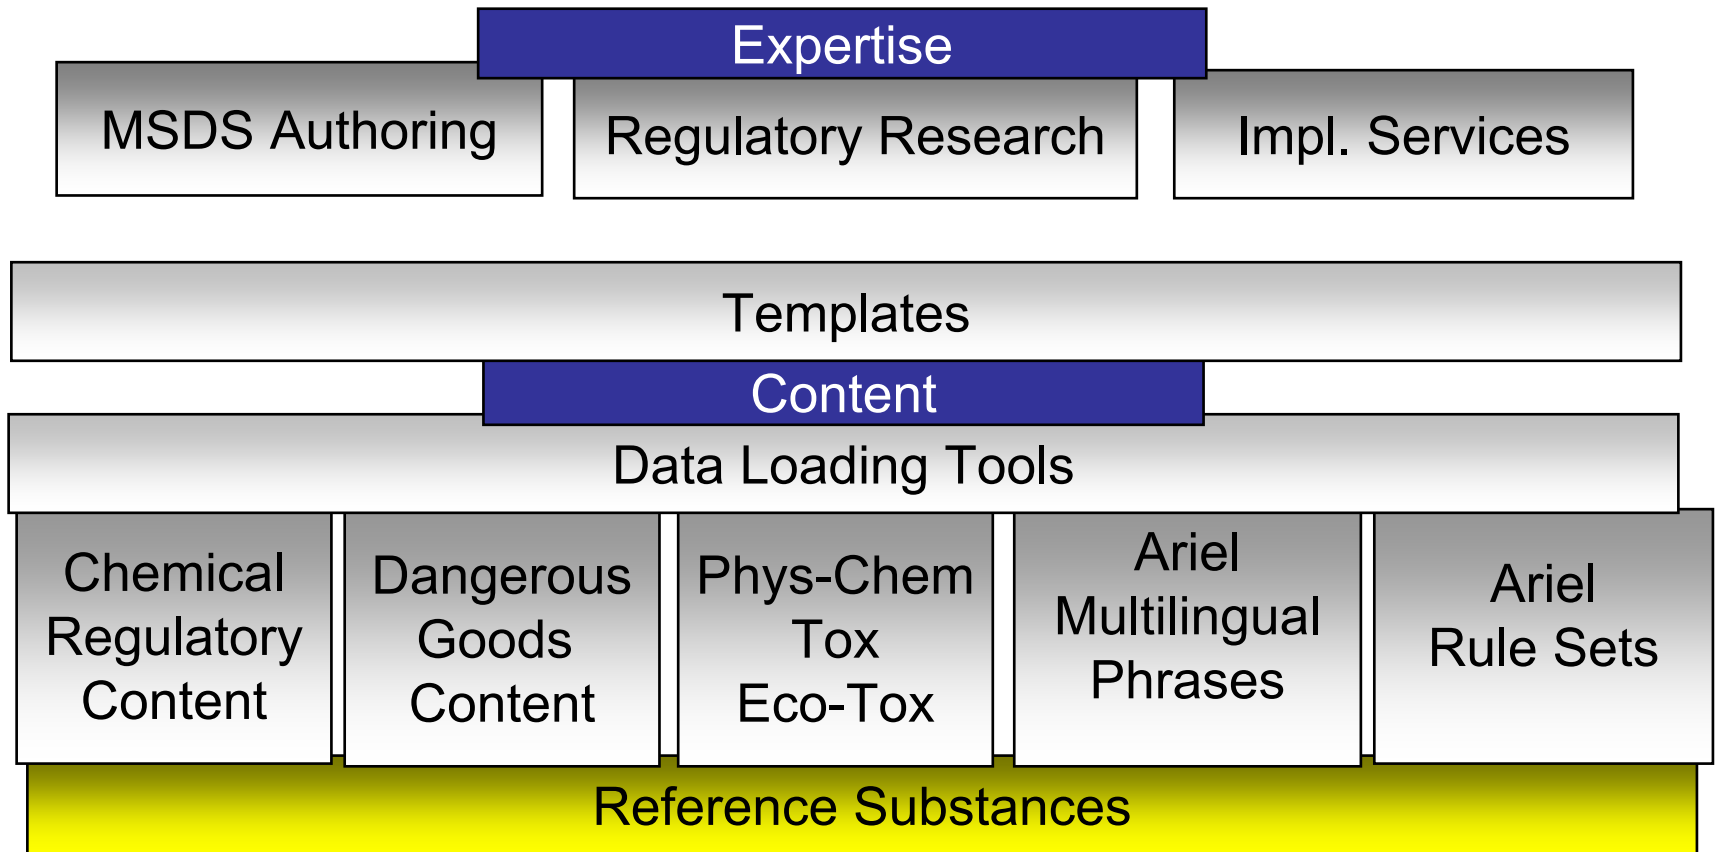 Expertise
MSDS Authoring
Regulatory Research
Impl. Services
Templates
Content
Data Loading Tools
Chemical
Regulatory
Content
Dangerous
Goods
Content
Phys-Chem
Tox
Eco-Tox
Ariel
Multilingual
Phrases
Ariel
Rule Sets
Reference Substances